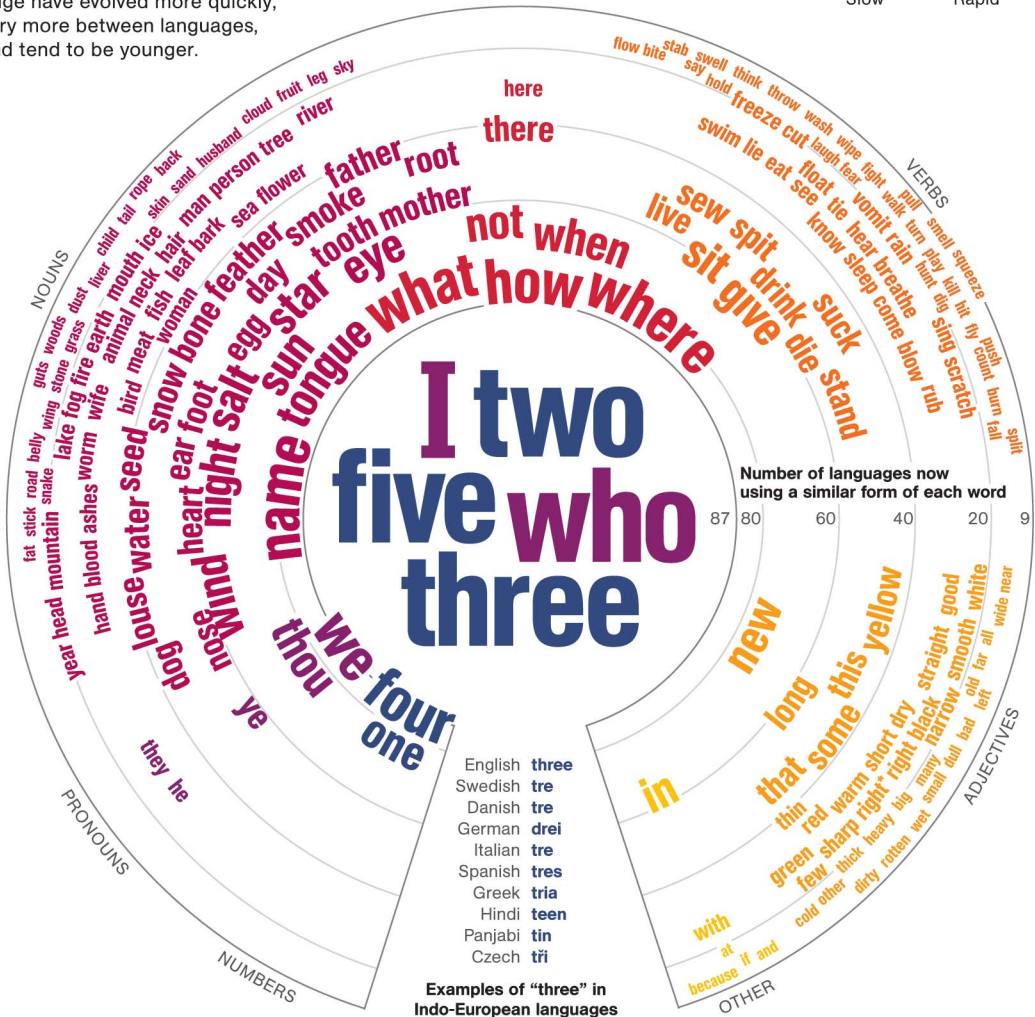 ge have evolved more quickly,
ry more between languages,
nd tend to be younger.
Slow Rapid
NOUNS
guts woods dust liver child tail rope back
skin sand husband cloud fruit leg sky
fat stick road belly wing stone grass
snake
lake fog fire earth mouth ice
animal neck hair man person tree river
year head mountain
hand blood ashes worm wife
bird meat fish leaf bark sea flower
woman
louse water seed
snow bone feather smoke father root
dog
heart ear foot
day tooth mother
nose wind night salt egg star eye
sun
name tongue
here
there
not when
what how where
VERBS
flow bite stab swell think throw wash wipe fight pull smell squeeze
say hold freeze cut laugh fear walk turn play kill hit fly push
vomit rain hunt dig count burn split
sing scratch fall
swim lie eat see float tie hear breathe
know sleep come blow rub
sew spit
live
drink suck
sit give die stand
I two
five who
three
Number of languages now
using a similar form of each word
87 80 60 40 20 9
PRONOUNS
we
thou
ye
they he
NUMBERS
four
one
ADJECTIVES
new
long
yellow
this
some
that
thin
red warm short dry
straight good
green sharp right* right black
narrow smooth white
few
thick heavy big many
old far all wide near
cold other
dirty rotten wet small dull bad left
OTHER
in
with
at
because if and
English three
Swedish tre
Danish tre
German drei
Italian tre
Spanish tres
Greek tria
Hindi teen
Panjabi tin
Czech tři
Examples of “three” in
Indo-European languages